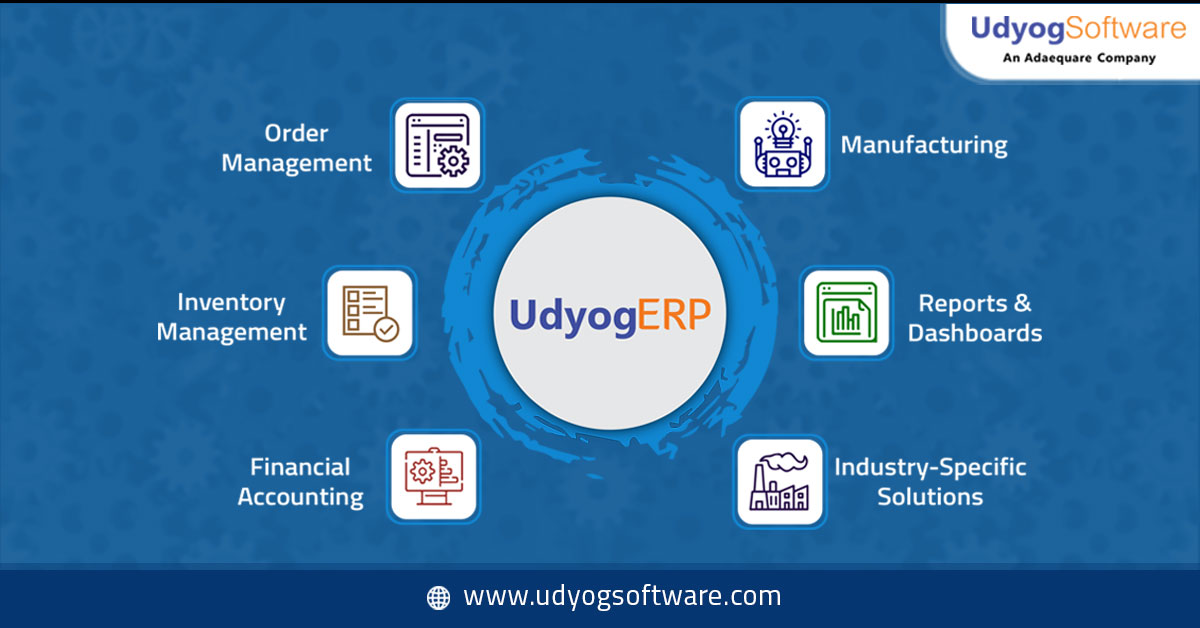 UdyogSoftware
An Adaequare Company
Order
Management
Manufacturing
Inventory
Management
UdyogERP
Reports &
Dashboards
Financial
Accounting
Industry-Specific
Solutions
www.udyogsoftware.com